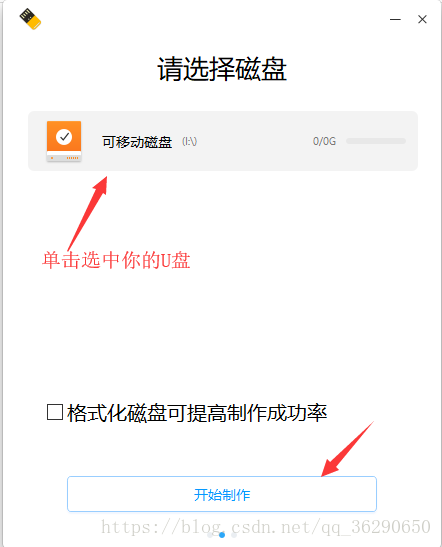 请选择磁盘
可移动磁盘 (I:\) 0/0G
单击选中你的U盘
格式化磁盘可提高制作成功率
开始制作
https://blog.csdn.net/qq_36290650